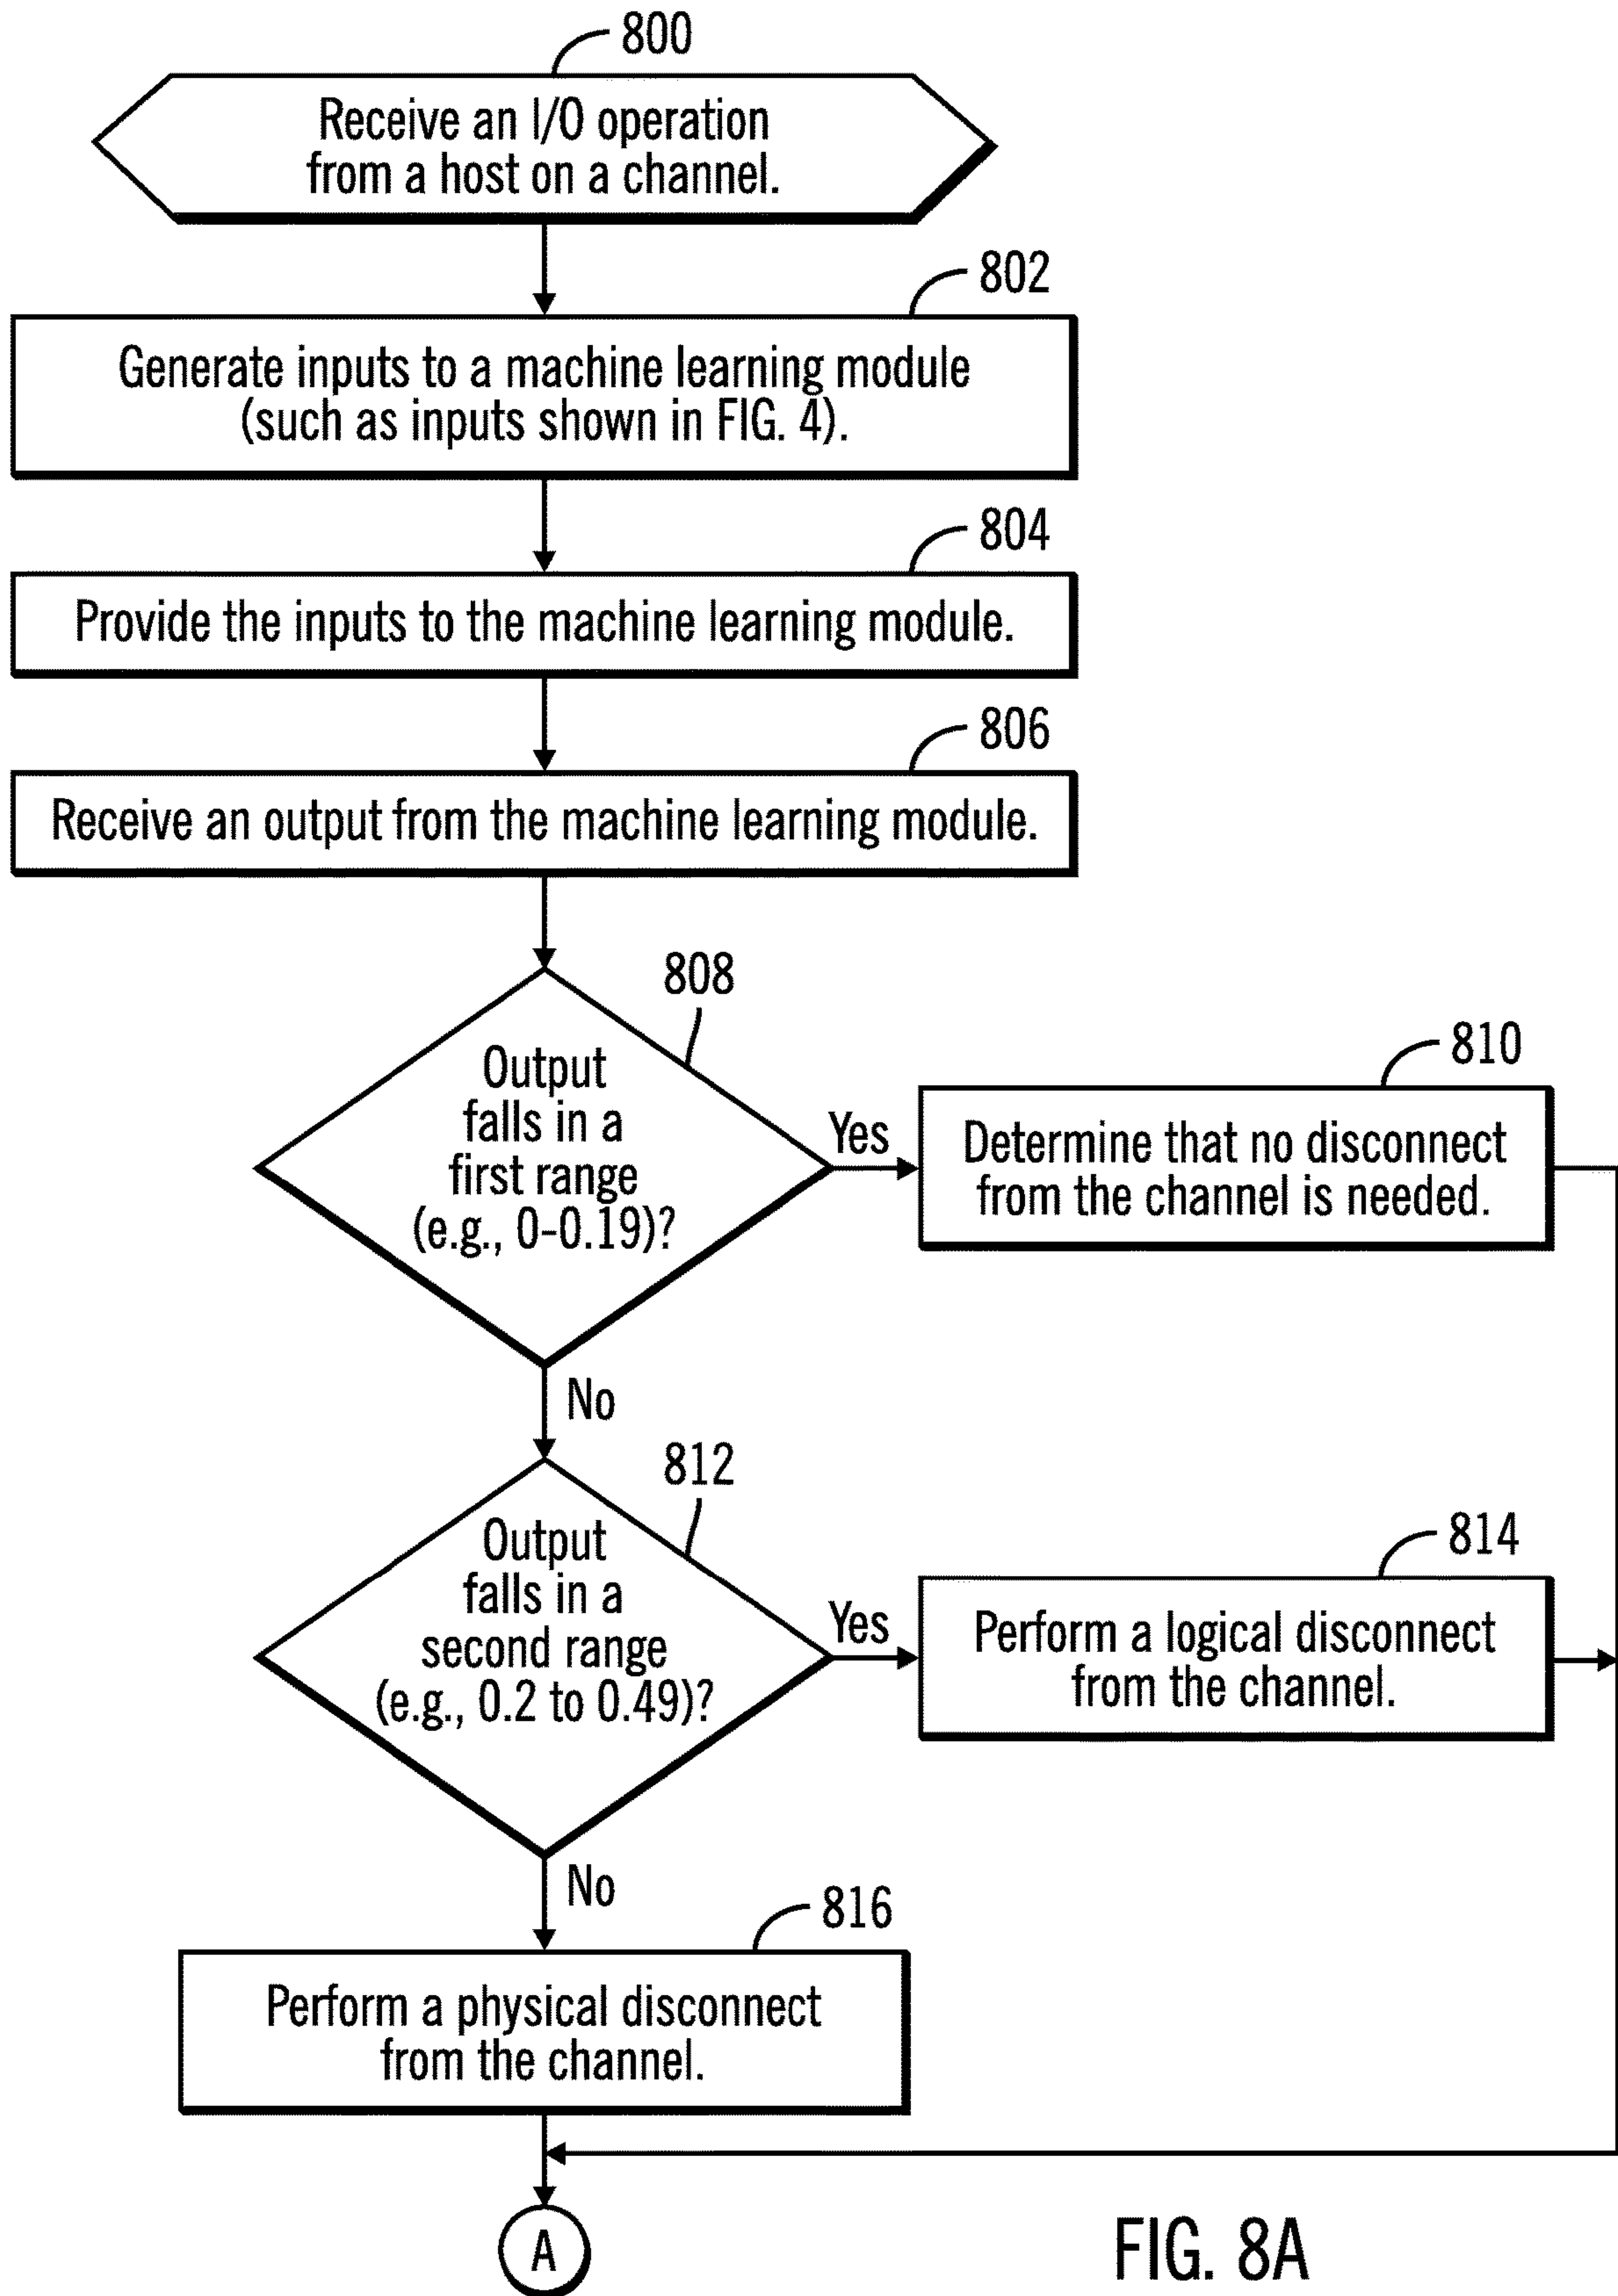 800
Receive an I/O operation
from a host on a channel.
802
Generate inputs to a machine learning module
(such as inputs shown in FIG. 4).
804
Provide the inputs to the machine learning module.
806
Receive an output from the machine learning module.
808
Output
falls in a
first range
(e.g., 0-0.19)?
Yes
810
Determine that no disconnect
from the channel is needed.
No
812
Output
falls in a
second range
(e.g., 0.2 to 0.49)?
Yes
814
Perform a logical disconnect
from the channel.
No
816
Perform a physical disconnect
from the channel.
A
FIG. 8A